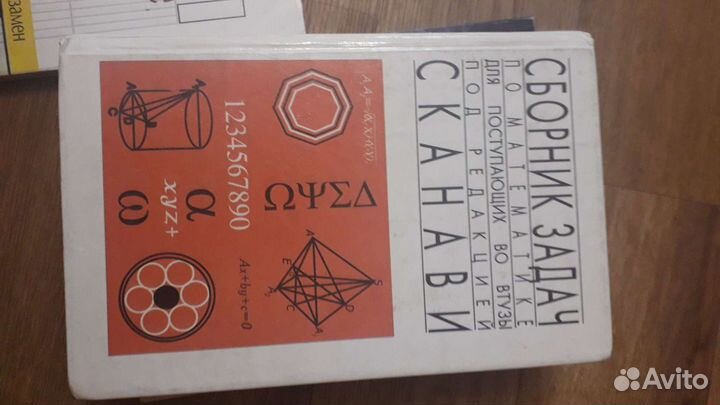 замен
СБОРНИК ЗАДАЧ
ПО МАТЕМАТИКЕ
ДЛЯ ПОСТУПАЮЩИХ ВО ВТУЗЫ
ПОД РЕДАКЦИЕЙ
СКАНАВИ
1234567890
ΩΨΣΔ
α
xyz+
ω
Ax+by+c=0
Avito